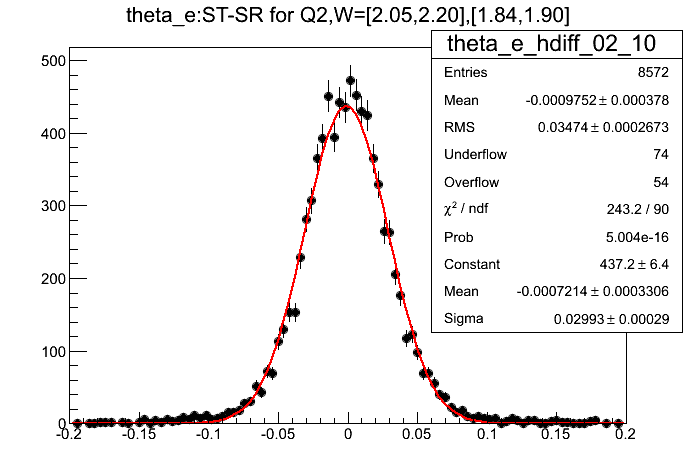 theta_e:ST-SR for Q2,W=[2.05,2.20],[1.84,1.90]
theta_e_hdiff_02_10
Entries 8572
Mean -0.0009752 ± 0.000378
RMS 0.03474 ± 0.0002673
Underflow 74
Overflow 54
χ² / ndf 243.2 / 90
Prob 5.004e-16
Constant 437.2 ± 6.4
Mean -0.0007214 ± 0.0003306
Sigma 0.02993 ± 0.00029
500
400
300
200
100
0
-0.2 -0.15 -0.1 -0.05 0 0.05 0.1 0.15 0.2